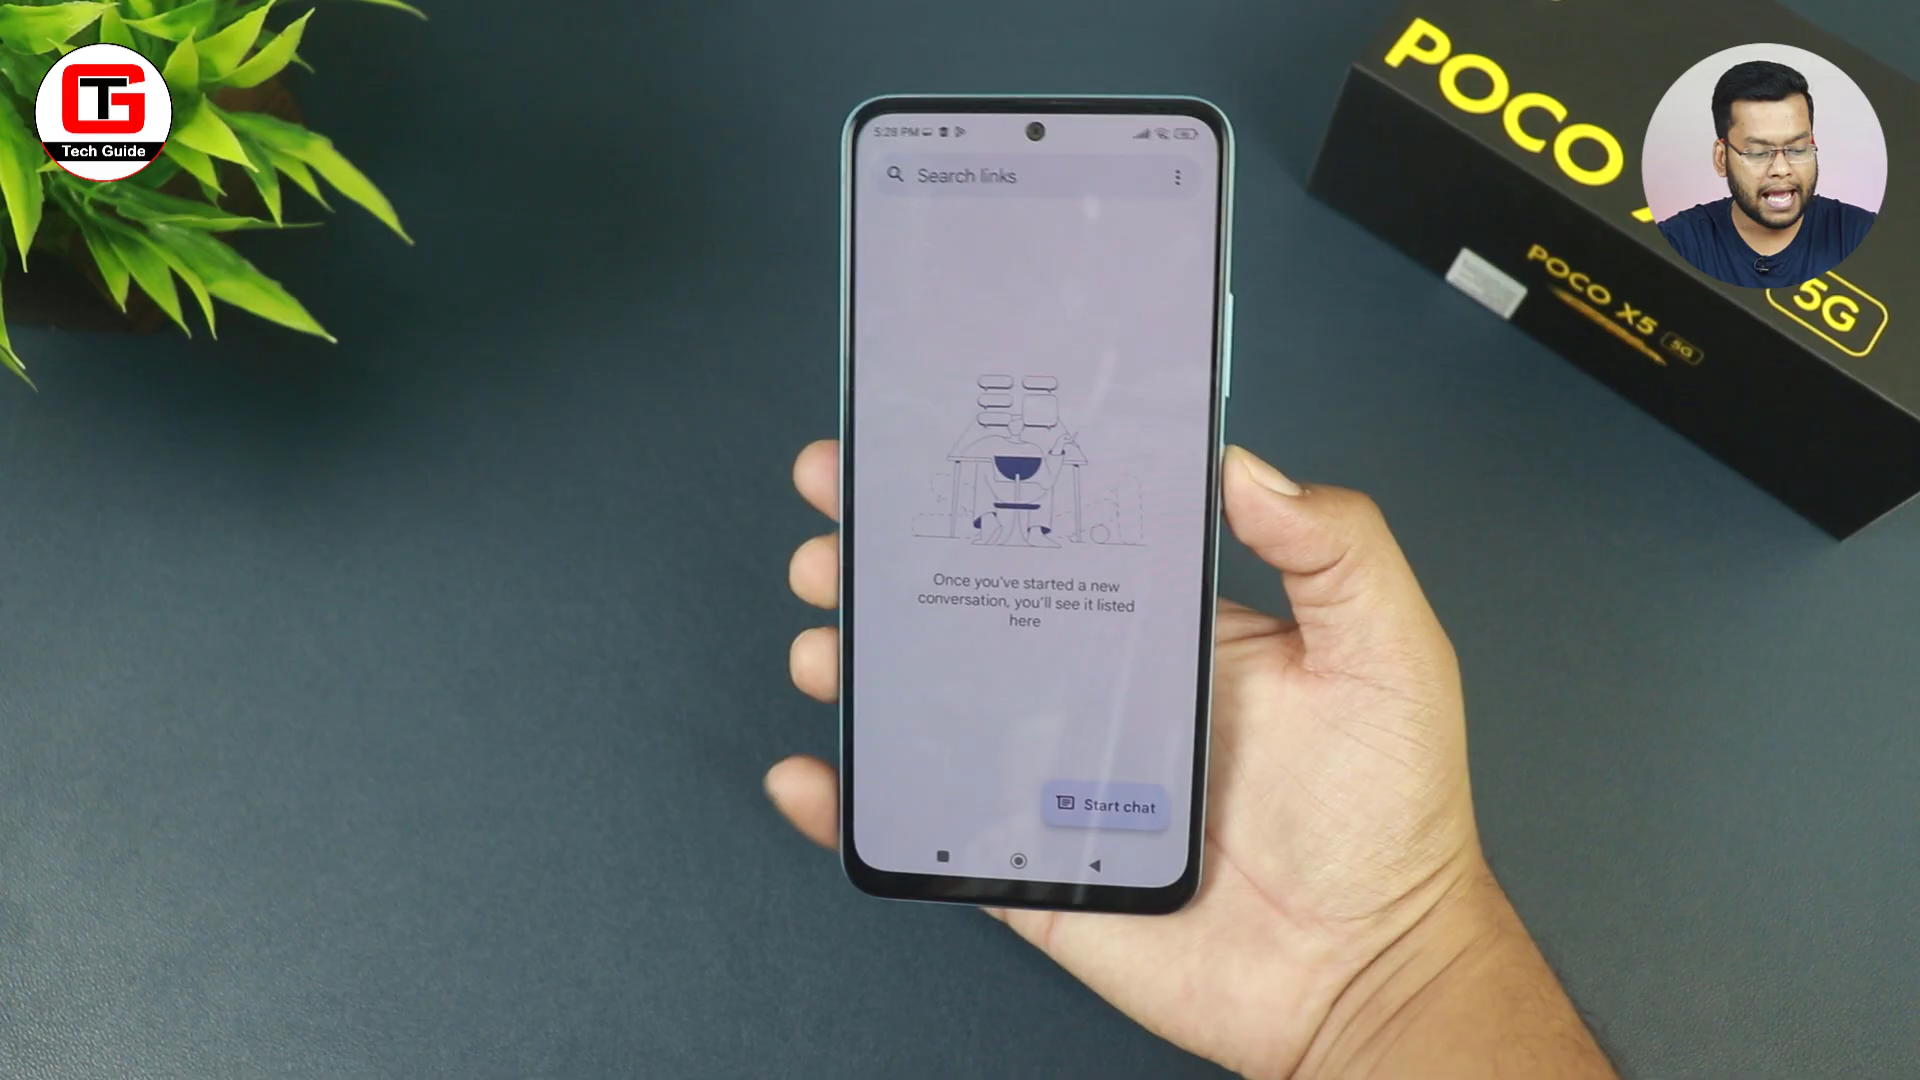 TG
Tech Guide
5:28 PM
Search links
Once you've started a new
conversation, you'll see it listed
here
Start chat
POCO
5G
POCO X5 5G